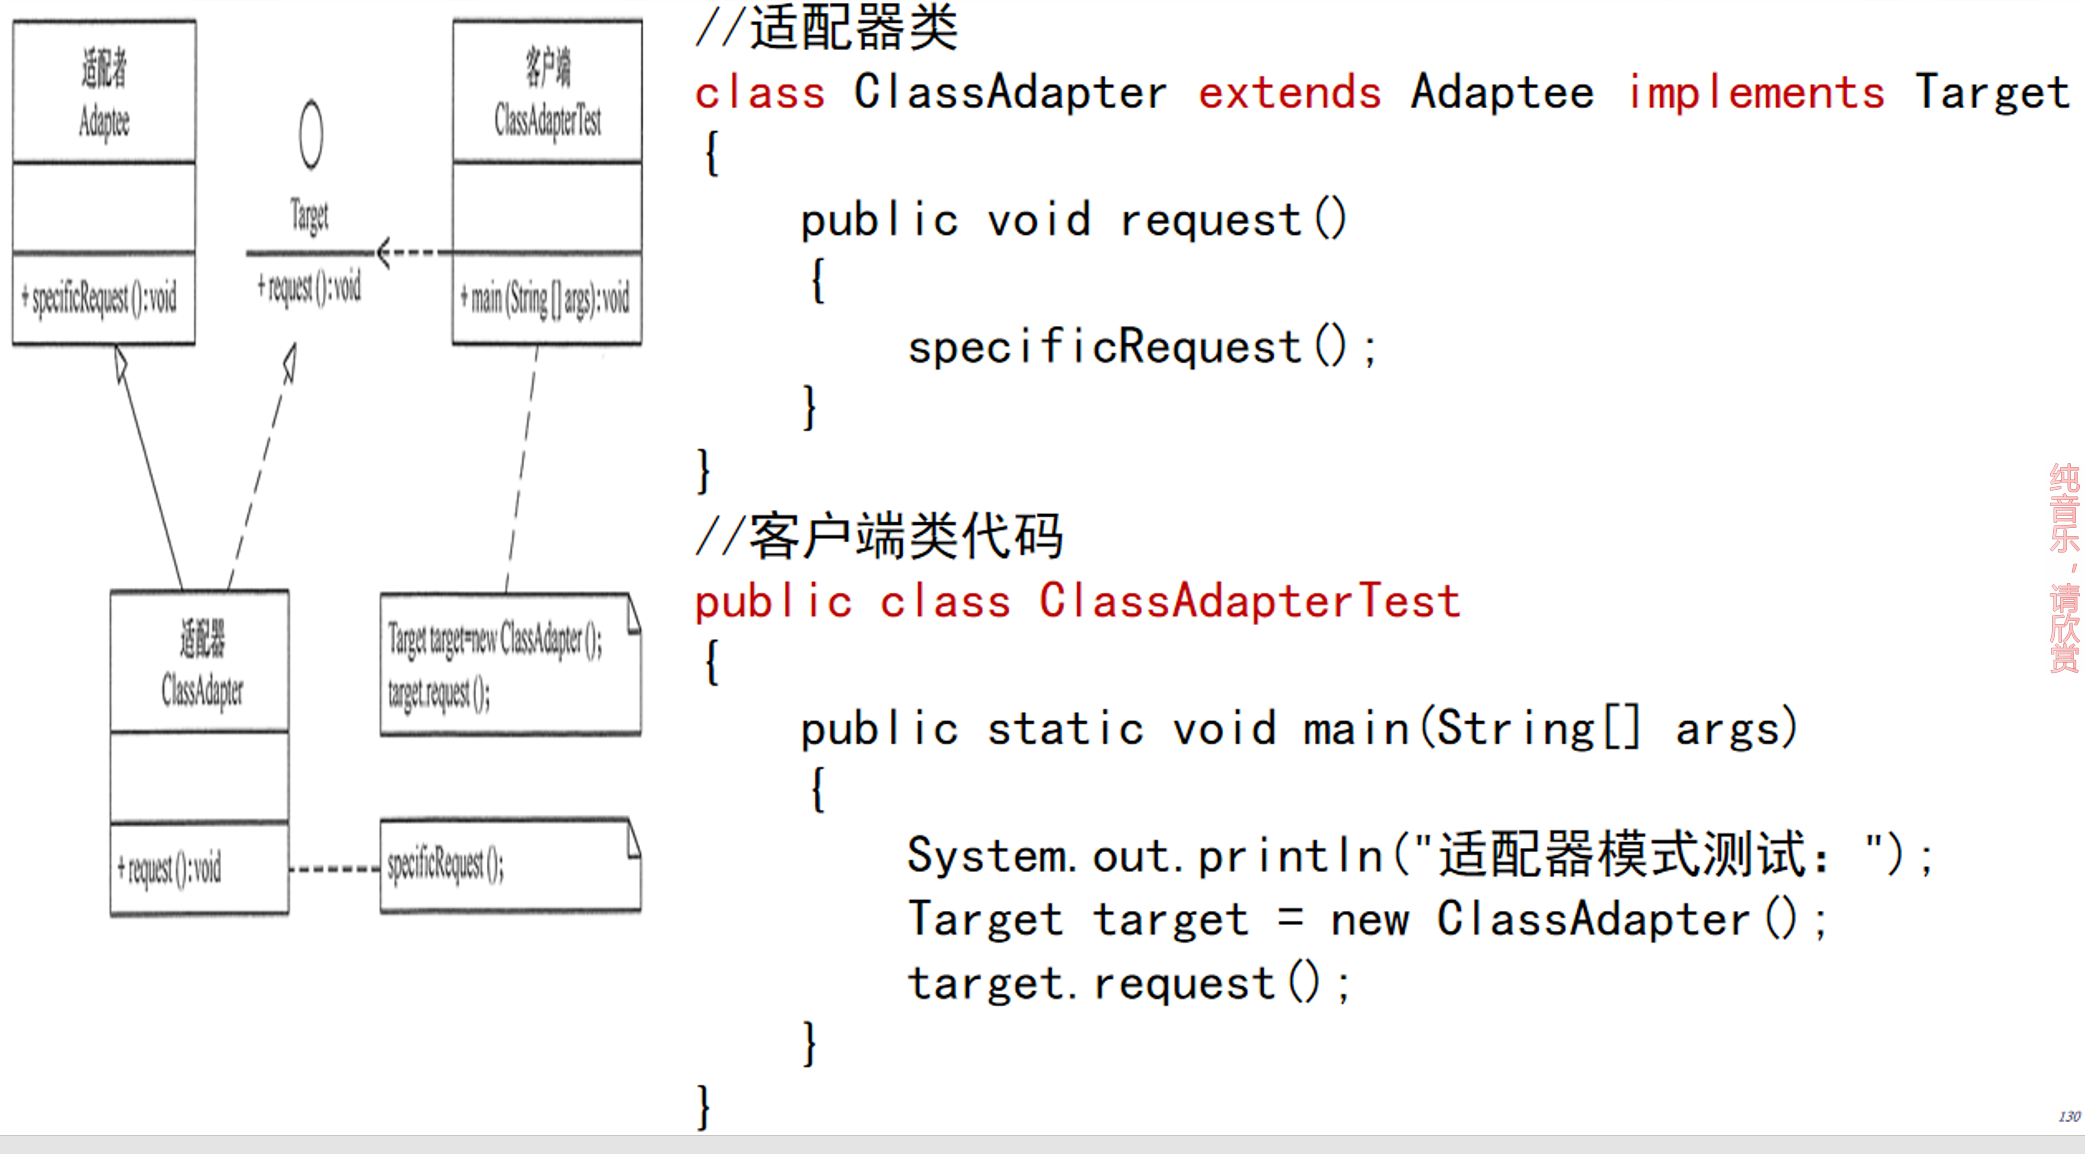 适配者
Adaptee
+ specificRequest (): void
Target
+ request (): void
客户端
ClassAdapterTest
+ main (String [] args): void
适配器
ClassAdapter
+ request (): void
Target target=new ClassAdapter ();
target.request ();
specificRequest ();
//适配器类
class ClassAdapter extends Adaptee implements Target
{
public void request()
{
specificRequest();
}
}
//客户端类代码
public class ClassAdapterTest
{
public static void main(String[] args)
{
System.out.println("适配器模式测试：");
Target target = new ClassAdapter();
target.request();
}
}
纯音乐，请欣赏
130